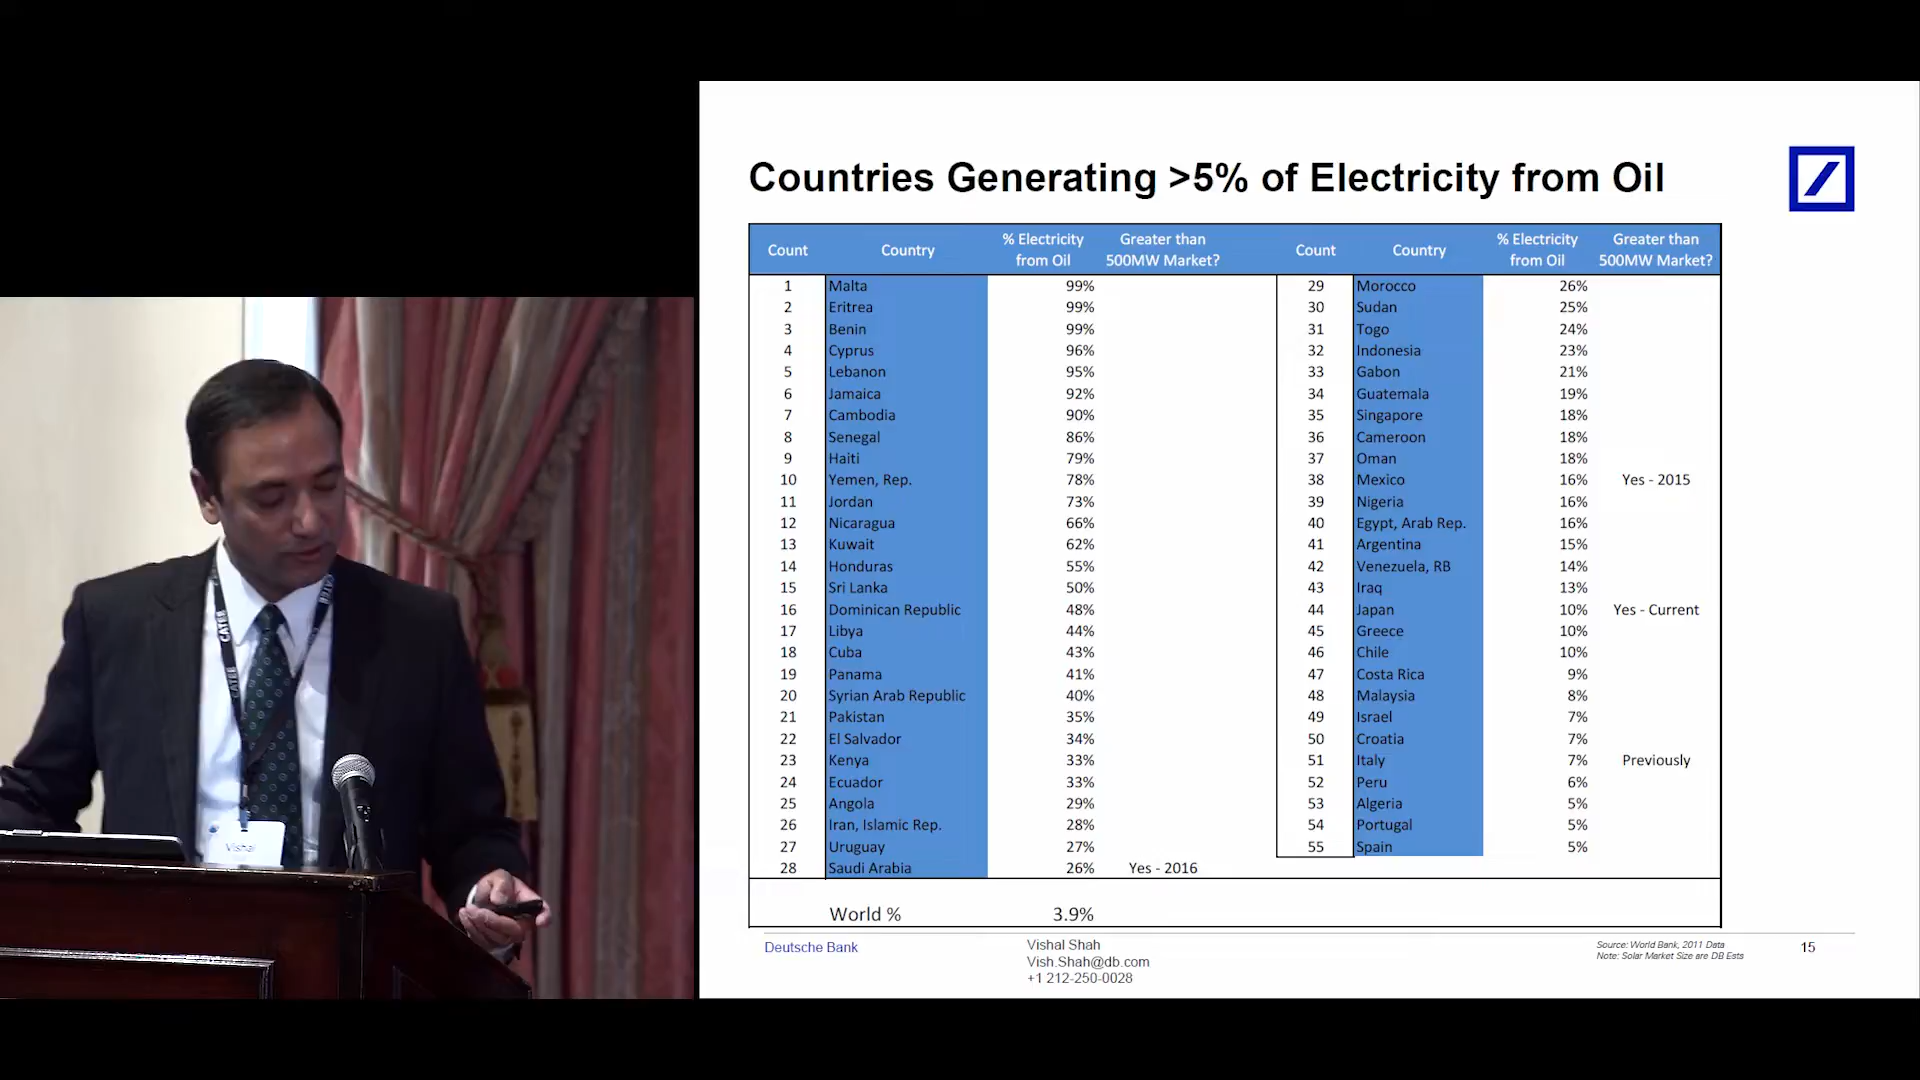 Countries Generating >5% of Electricity from Oil
Count Country % Electricity from Oil Greater than 500MW Market? Count Country % Electricity from Oil Greater than 500MW Market?
1 Malta 99% 29 Morocco 26%
2 Eritrea 99% 30 Sudan 25%
3 Benin 99% 31 Togo 24%
4 Cyprus 96% 32 Indonesia 23%
5 Lebanon 95% 33 Gabon 21%
6 Jamaica 92% 34 Guatemala 19%
7 Cambodia 90% 35 Singapore 18%
8 Senegal 86% 36 Cameroon 18%
9 Haiti 79% 37 Oman 18%
10 Yemen, Rep. 78% 38 Mexico 16% Yes - 2015
11 Jordan 73% 39 Nigeria 16%
12 Nicaragua 66% 40 Egypt, Arab Rep. 16%
13 Kuwait 62% 41 Argentina 15%
14 Honduras 55% 42 Venezuela, RB 14%
15 Sri Lanka 50% 43 Iraq 13%
16 Dominican Republic 48% 44 Japan 10% Yes - Current
17 Libya 44% 45 Greece 10%
18 Cuba 43% 46 Chile 10%
19 Panama 41% 47 Costa Rica 9%
20 Syrian Arab Republic 40% 48 Malaysia 8%
21 Pakistan 35% 49 Israel 7%
22 El Salvador 34% 50 Croatia 7%
23 Kenya 33% 51 Italy 7% Previously
24 Ecuador 33% 52 Peru 6%
25 Angola 29% 53 Algeria 5%
26 Iran, Islamic Rep. 28% 54 Portugal 5%
27 Uruguay 27% 55 Spain 5%
28 Saudi Arabia 26% Yes - 2016
World % 3.9%
Deutsche Bank
Vishal Shah
Vish.Shah@db.com
+1 212-250-0028
Source: World Bank, 2011 Data
Note: Solar Market Size are DB Ests
15
CATEE
CATEE
CATEE
Vishal